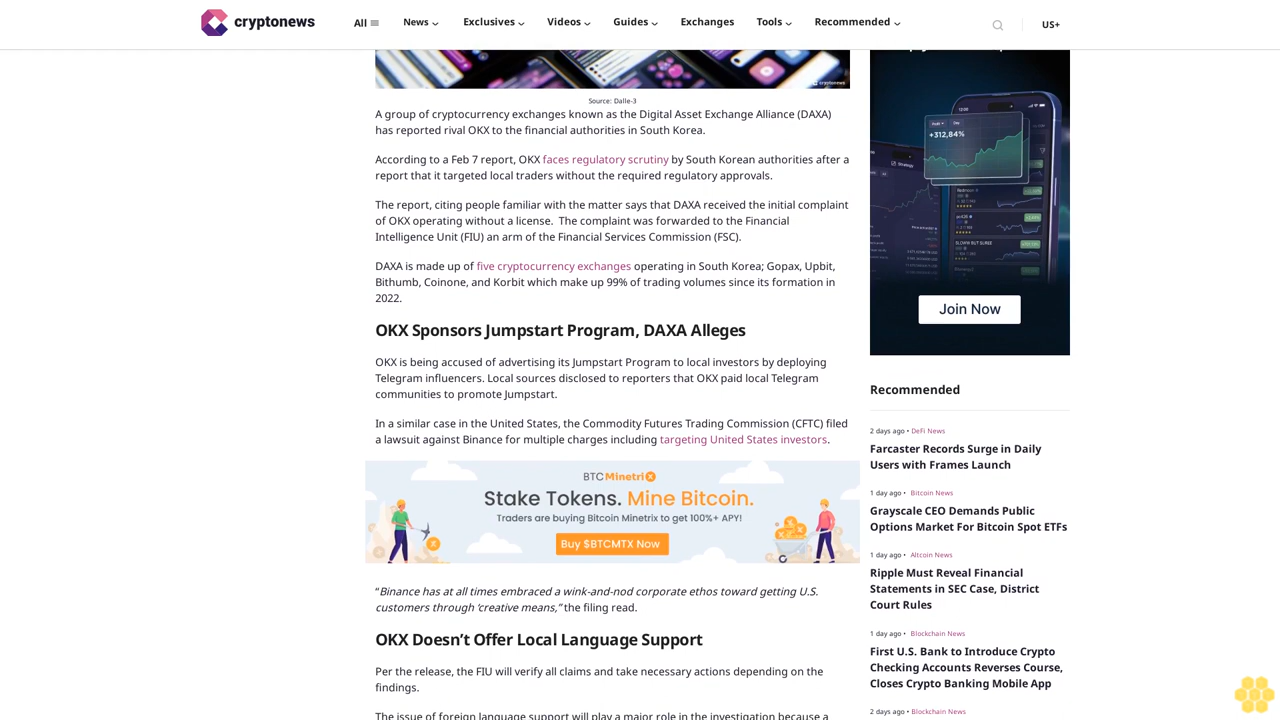 cryptonews
All
News
Exclusives
Videos
Guides
Exchanges
Tools
Recommended
US+
cryptonews
Source: Dalle-3
A group of cryptocurrency exchanges known as the Digital Asset Exchange Alliance (DAXA)
has reported rival OKX to the financial authorities in South Korea.
According to a Feb 7 report, OKX faces regulatory scrutiny by South Korean authorities after a
report that it targeted local traders without the required regulatory approvals.
The report, citing people familiar with the matter says that DAXA received the initial complaint
of OKX operating without a license.  The complaint was forwarded to the Financial
Intelligence Unit (FIU) an arm of the Financial Services Commission (FSC).
DAXA is made up of five cryptocurrency exchanges operating in South Korea; Gopax, Upbit,
Bithumb, Coinone, and Korbit which make up 99% of trading volumes since its formation in
2022.
OKX Sponsors Jumpstart Program, DAXA Alleges
OKX is being accused of advertising its Jumpstart Program to local investors by deploying
Telegram influencers. Local sources disclosed to reporters that OKX paid local Telegram
communities to promote Jumpstart.
In a similar case in the United States, the Commodity Futures Trading Commission (CFTC) filed
a lawsuit against Binance for multiple charges including targeting United States investors.
BTC Minetrix
Stake Tokens. Mine Bitcoin.
Traders are buying Bitcoin Minetrix to get 100%+ APY!
Buy $BTCMTX Now
“Binance has at all times embraced a wink-and-nod corporate ethos toward getting U.S.
customers through ‘creative means,” the filing read.
OKX Doesn’t Offer Local Language Support
Per the release, the FIU will verify all claims and take necessary actions depending on the
findings.
The issue of foreign language support will play a major role in the investigation because a
+312,84%
Join Now
Recommended
2 days ago • DeFi News
Farcaster Records Surge in Daily
Users with Frames Launch
1 day ago • Bitcoin News
Grayscale CEO Demands Public
Options Market For Bitcoin Spot ETFs
1 day ago • Altcoin News
Ripple Must Reveal Financial
Statements in SEC Case, District
Court Rules
1 day ago • Blockchain News
First U.S. Bank to Introduce Crypto
Checking Accounts Reverses Course,
Closes Crypto Banking Mobile App
2 days ago • Blockchain News